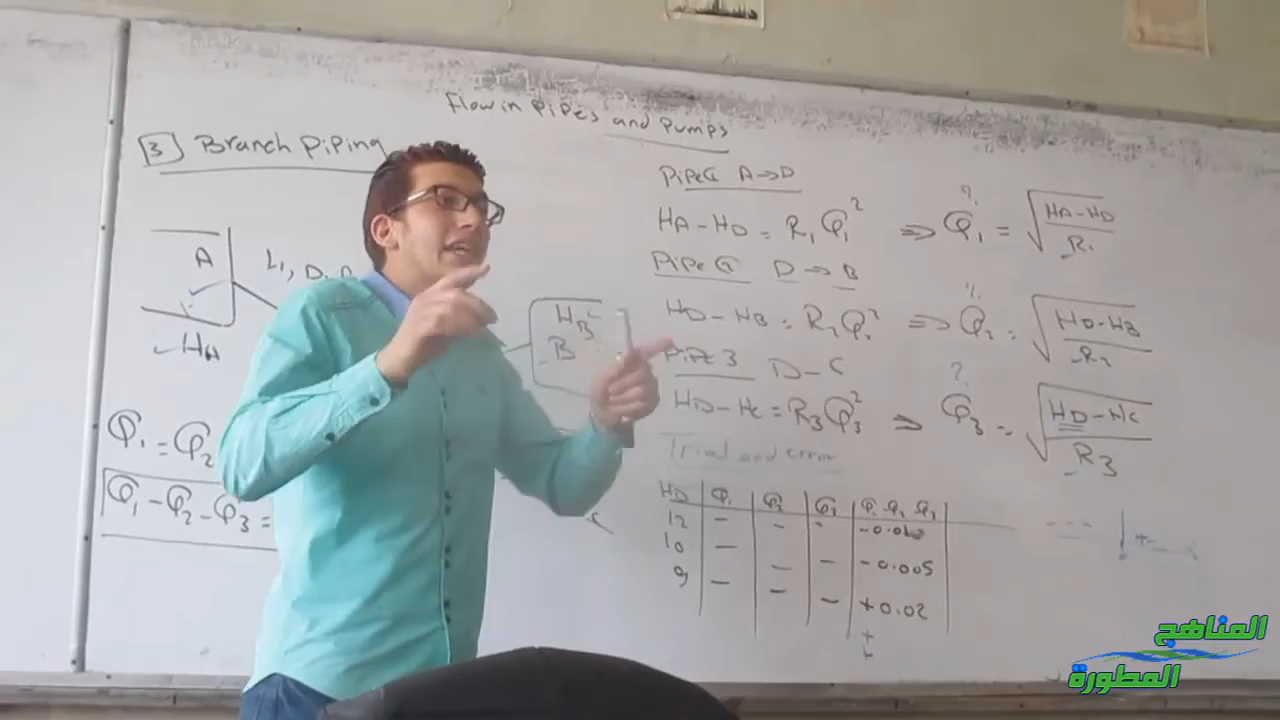 Flow in Pipes and Pumps
[3] Branch Piping
A
L1, D
HA
HB
B
Q1 = Q2
Q1 - Q2 - Q3 =
Pipe A → D
HA - HD = R1 Q1² ⇒ Q1 = √(HA - HD / R1)
?
D → B
HD - HB = R2 Q2² ⇒ Q2 = √(HD - HB / R2)
?
Pipe 3 D - C
HD - HC = R3 Q3² ⇒ Q3 = √(HD - HC / R3)
?
Trial and error
HD Q1 Q2 Q3 Q1 - Q2 - Q3
12 - - -
10 - - - -0.005
9 - - - +0.02
+
+
المناهج
المطورة